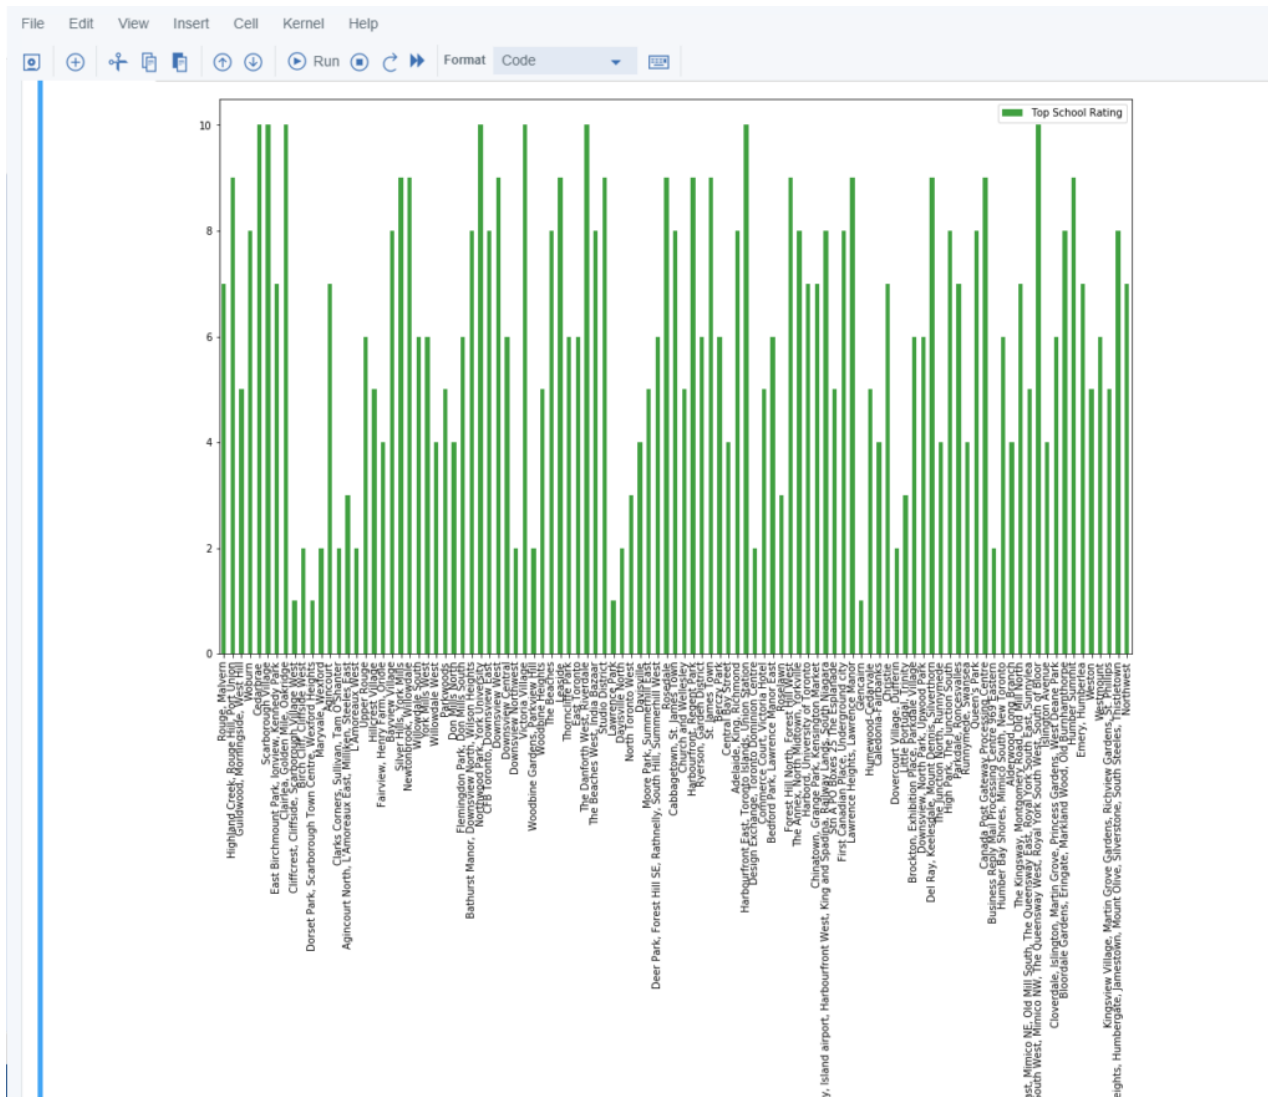 File Edit View Insert Cell Kernel Help
Run Format Code
Top School Rating
10
8
6
4
2
0
Rouge, Malvern
Highland Creek, Rouge Hill, Port Union
Guildwood, Morningside, West Hill
Woburn
Cedarbrae
Scarborough Village
East Birchmount Park, Ionview, Kennedy Park
Clairlea, Golden Mile, Oakridge
Cliffcrest, Cliffside, Scarborough Village West
Birch Cliff, Cliffside West
Dorset Park, Scarborough Town Centre, Wexford Heights
Maryvale, Wexford
Agincourt
Clarks Corners, Sullivan, Tam O'Shanter
Agincourt North, L'Amoreaux East, Milliken, Steeles East
L'Amoreaux West
Upper Rouge
Hillcrest Village
Fairview, Henry Farm, Oriole
Bayview Village
Silver Hills, York Mills
Newtonbrook, Willowdale
Willowdale South
York Mills West
Willowdale West
Parkwoods
Don Mills North
Flemingdon Park, Don Mills South
Bathurst Manor, Downsview North, Wilson Heights
Northwood Park, York University
CFB Toronto, Downsview East
Downsview West
Downsview Central
Downsview Northwest
Victoria Village
Woodbine Gardens, Parkview Hill
Woodbine Heights
The Beaches
Leaside
Thorncliffe Park
East Toronto
The Danforth West, Riverdale
The Beaches West, India Bazaar
Studio District
Lawrence Park
Davisville North
North Toronto West
Davisville
Moore Park, Summerhill East
Deer Park, Forest Hill SE, Rathnelly, South Hill, Summerhill West
Rosedale
Cabbagetown, St. James Town
Church and Wellesley
Harbourfront, Regent Park
Ryerson, Garden District
St. James Town
Berczy Park
Central Bay Street
Adelaide, King, Richmond
Harbourfront East, Toronto Islands, Union Station
Design Exchange, Toronto Dominion Centre
Commerce Court, Victoria Hotel
Bedford Park, Lawrence Manor East
Roselawn
Forest Hill North, Forest Hill West
The Annex, North Midtown, Yorkville
Harbord, University of Toronto
Chinatown, Grange Park, Kensington Market
y, Island airport, Harbourfront West, King and Spadina, Railway Lands, South Niagara
Stn A PO Boxes 25 The Esplanade
First Canadian Place, Underground city
Lawrence Heights, Lawrence Manor
Glencairn
Humewood-Cedarvale
Caledonia-Fairbanks
Christie
Dovercourt Village, Dufferin
Little Portugal, Trinity
Brockton, Exhibition Place, Parkdale Village
Downsview, North Park, Upwood Park
Del Ray, Keelesdale, Mount Dennis, Silverthorn
The Junction North, Runnymede
High Park, The Junction South
Parkdale, Roncesvalles
Runnymede, Swansea
Queen's Park
Canada Post Gateway Processing Centre
Business Reply Mail Processing Centre 969 Eastern
Humber Bay Shores, Mimico South, New Toronto
Alderwood, Long Branch
The Kingsway, Montgomery Road, Old Mill North
ast, Mimico NE, Old Mill South, The Queensway East, Royal York South East, Sunnylea
South West, Mimico NW, The Queensway West, Royal York South West,
Islington Avenue
Cloverdale, Islington, Martin Grove, Princess Gardens, West Deane Park
Bloordale Gardens, Eringate, Markland Wood, Old Burnhamthorpe
Humber Summit
Emery, Humberlea
Weston
Westmount
Kingsview Village, Martin Grove Gardens, Richview Gardens, St. Phillips
eights, Humbergate, Jamestown, Mount Olive, Silverstone, South Steeles, Thistletown
Northwest